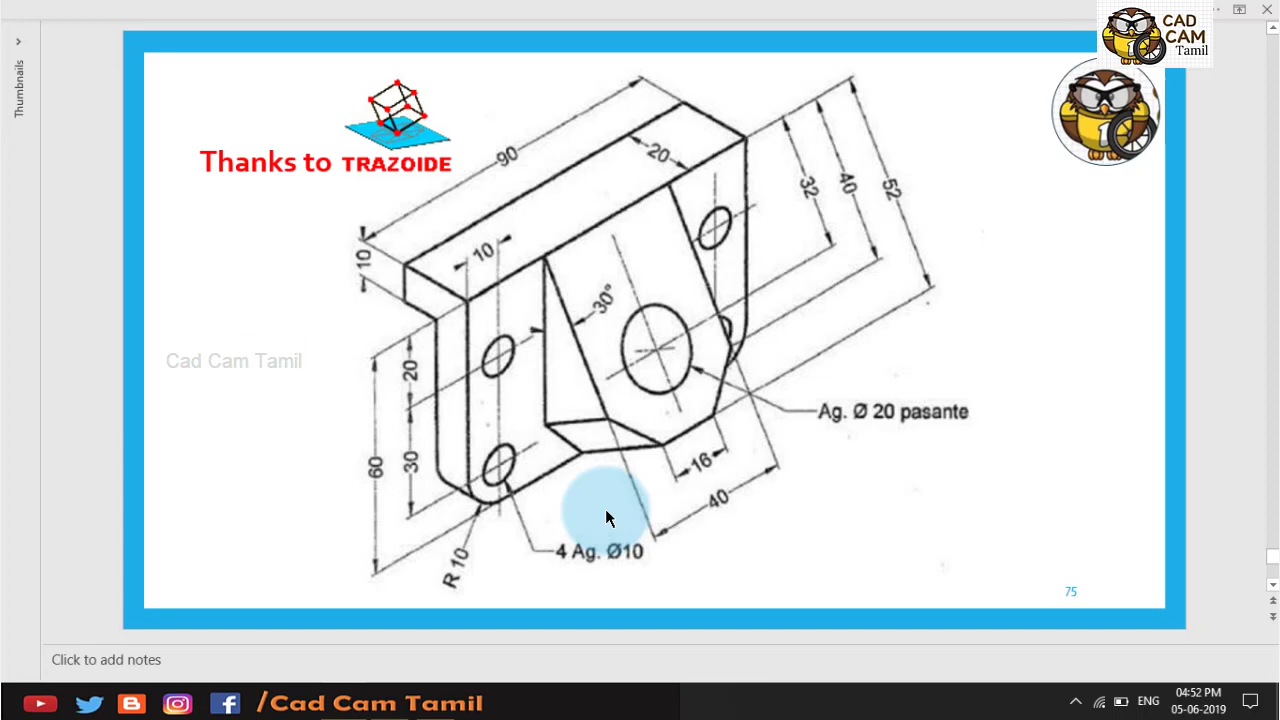 CAD
CAM
Tamil
Thumbnails
Thanks to TRAZOIDE
90
20
32
40
52
10
10
30°
Cad Cam Tamil
20
Ag. Ø 20 pasante
60
30
16
40
R 10
4 Ag. Ø10
75
Click to add notes
/Cad Cam Tamil
ENG
04:52 PM
05-06-2019